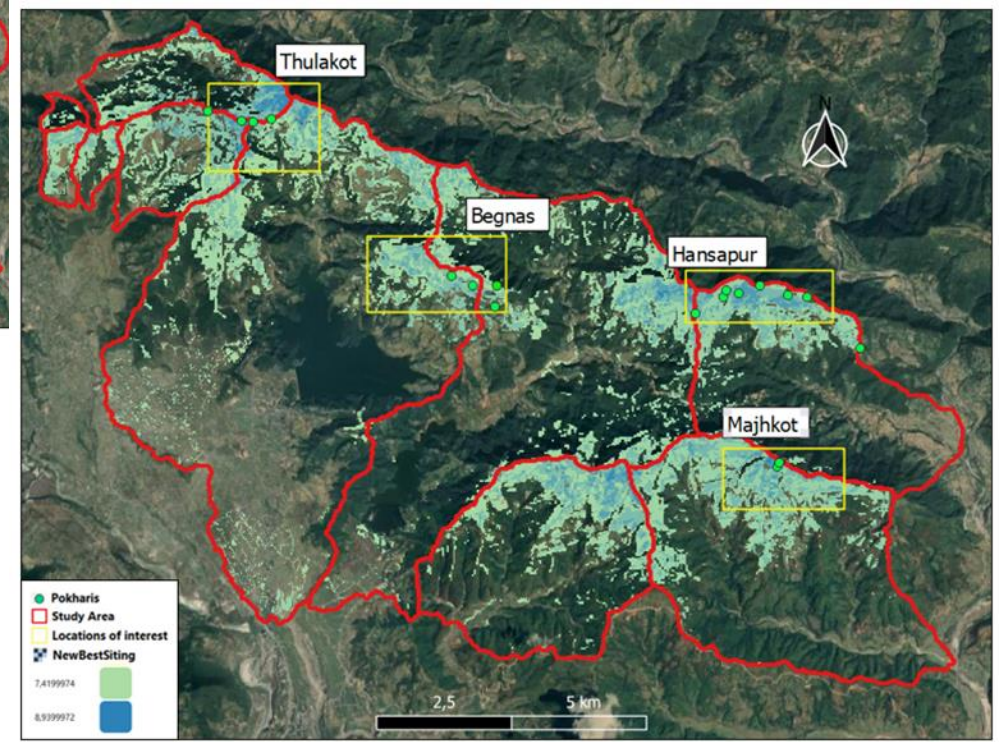 Thulakot
N
Begnas
Hansapur
Majhkot
Pokharis
Study Area
Locations of interest
NewBestSiting
7,4199974
8,9399972
2,5 5 km